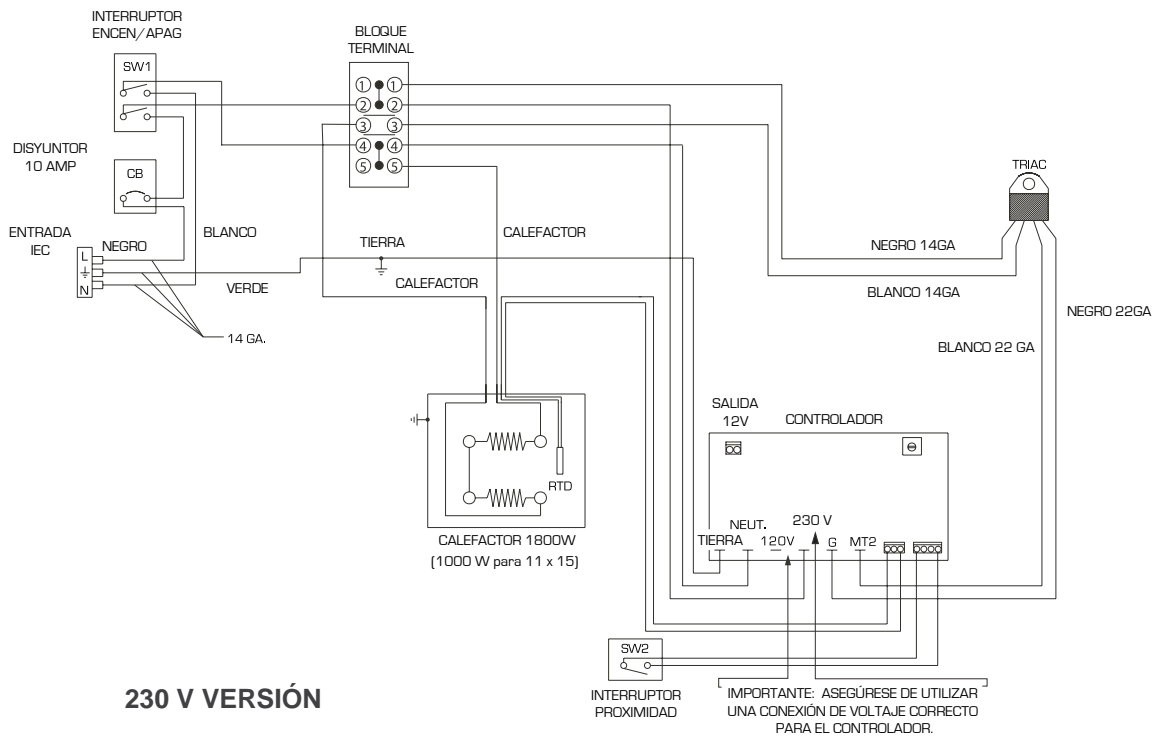 INTERRUPTOR
ENCEN/APAG
SW1
BLOQUE
TERMINAL
1 1
2 2
3 3
4 4
5 5
DISYUNTOR
10 AMP
CB
TRIAC
ENTRADA
IEC
L
N
NEGRO
BLANCO
VERDE
14 GA.
TIERRA
CALEFACTOR
CALEFACTOR
NEGRO 14GA
BLANCO 14GA
NEGRO 22GA
BLANCO 22 GA
RTD
CALEFACTOR 1800W
(1000 W para 11 x 15)
SALIDA
12V
CONTROLADOR
TIERRA
NEUT.
120V
230 V
G
MT2
SW2
INTERRUPTOR
PROXIMIDAD
IMPORTANTE: ASEGÚRESE DE UTILIZAR
UNA CONEXIÓN DE VOLTAJE CORRECTO
PARA EL CONTROLADOR.
230 V VERSIÓN